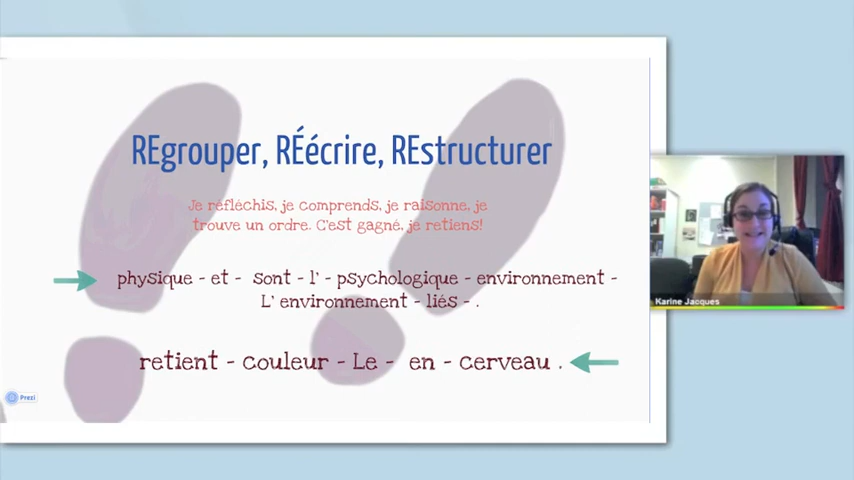 REgrouper, RÉécrire, REstructurer
Je réfléchis, je comprends, je raisonne, je
trouve un ordre. C'est gagné, je retiens!
physique - et - sont - l' - psychologique - environnement -
L' environnement - liés - .
retient - couleur - Le - en - cerveau .
Prezi
Karine Jacques